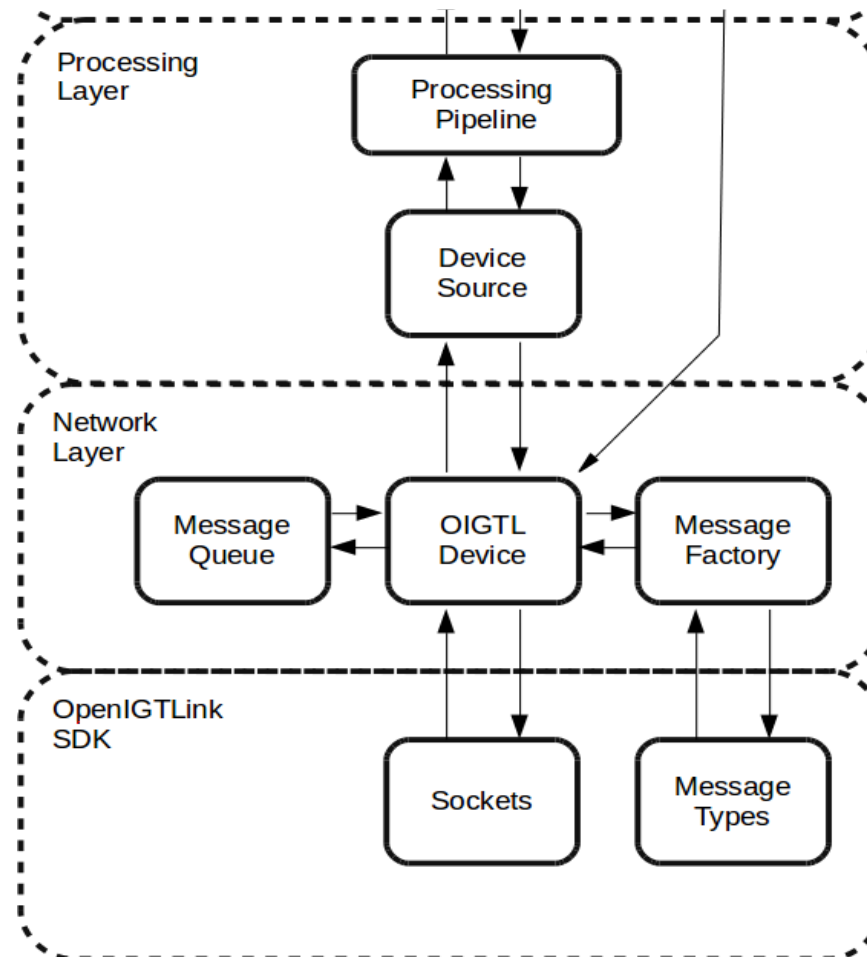 Processing
Layer
Processing
Pipeline
Device
Source
Network
Layer
Message
Queue
OIGTL
Device
Message
Factory
OpenIGTLink
SDK
Sockets
Message
Types